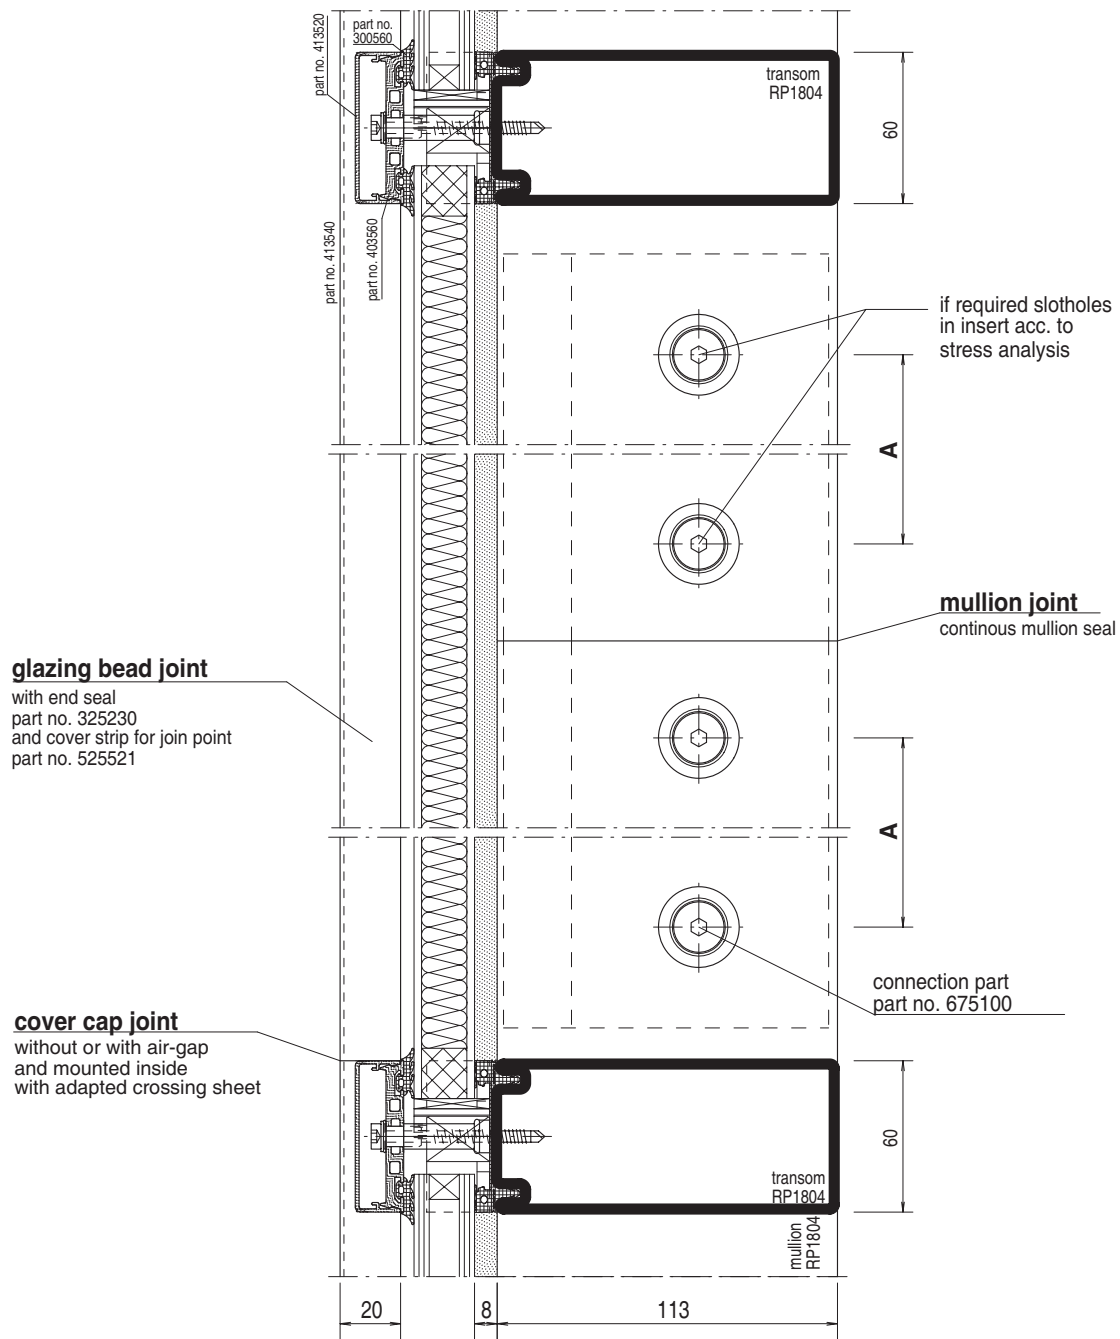 part no. 413520
part no.
300560
transom
RP1804
60
part no. 413540
part no. 403560
if required slotholes
in insert acc. to
stress analysis
A
mullion joint
continous mullion seal
glazing bead joint
with end seal
part no. 325230
and cover strip for join point
part no. 525521
A
connection part
part no. 675100
cover cap joint
without or with air-gap
and mounted inside
with adapted crossing sheet
60
transom
RP1804
mullion
RP1804
20
8
113